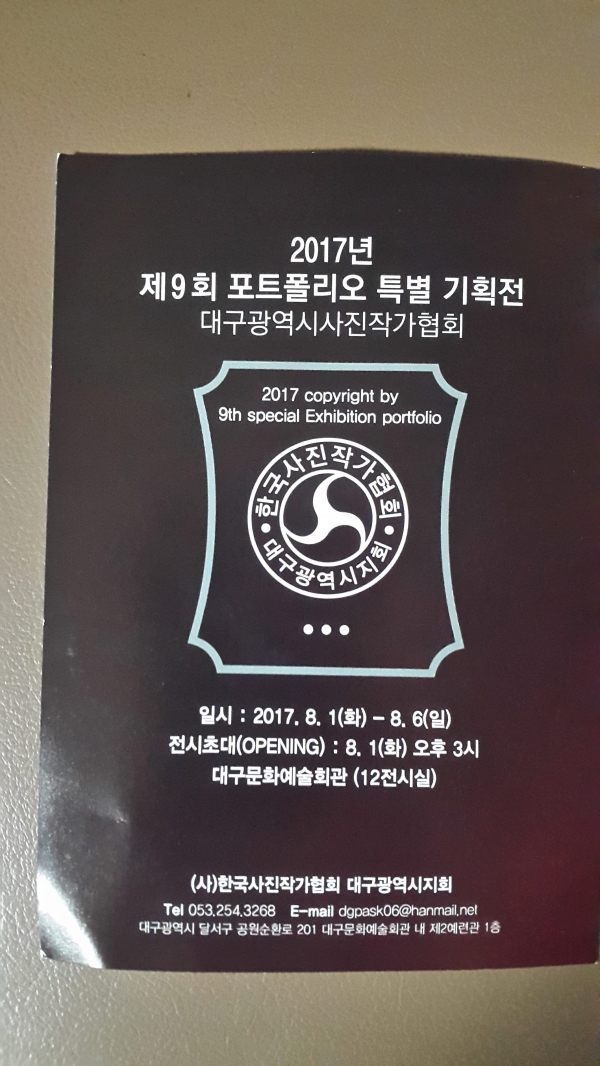 2017년
제9회 포트폴리오 특별 기획전
대구광역시사진작가협회
2017 copyright by
9th special Exhibition portfolio
한국사진작가협회
• 대구광역시지회 •
●●●
일시 : 2017. 8. 1(화) - 8. 6(일)
전시초대(OPENING) : 8. 1(화) 오후 3시
대구문화예술회관 (12전시실)
(사)한국사진작가협회 대구광역시지회
Tel 053.254.3268 E-mail dgpask06@hanmail.net
대구광역시 달서구 공원순환로 201 대구문화예술회관 내 제2예련관 1층